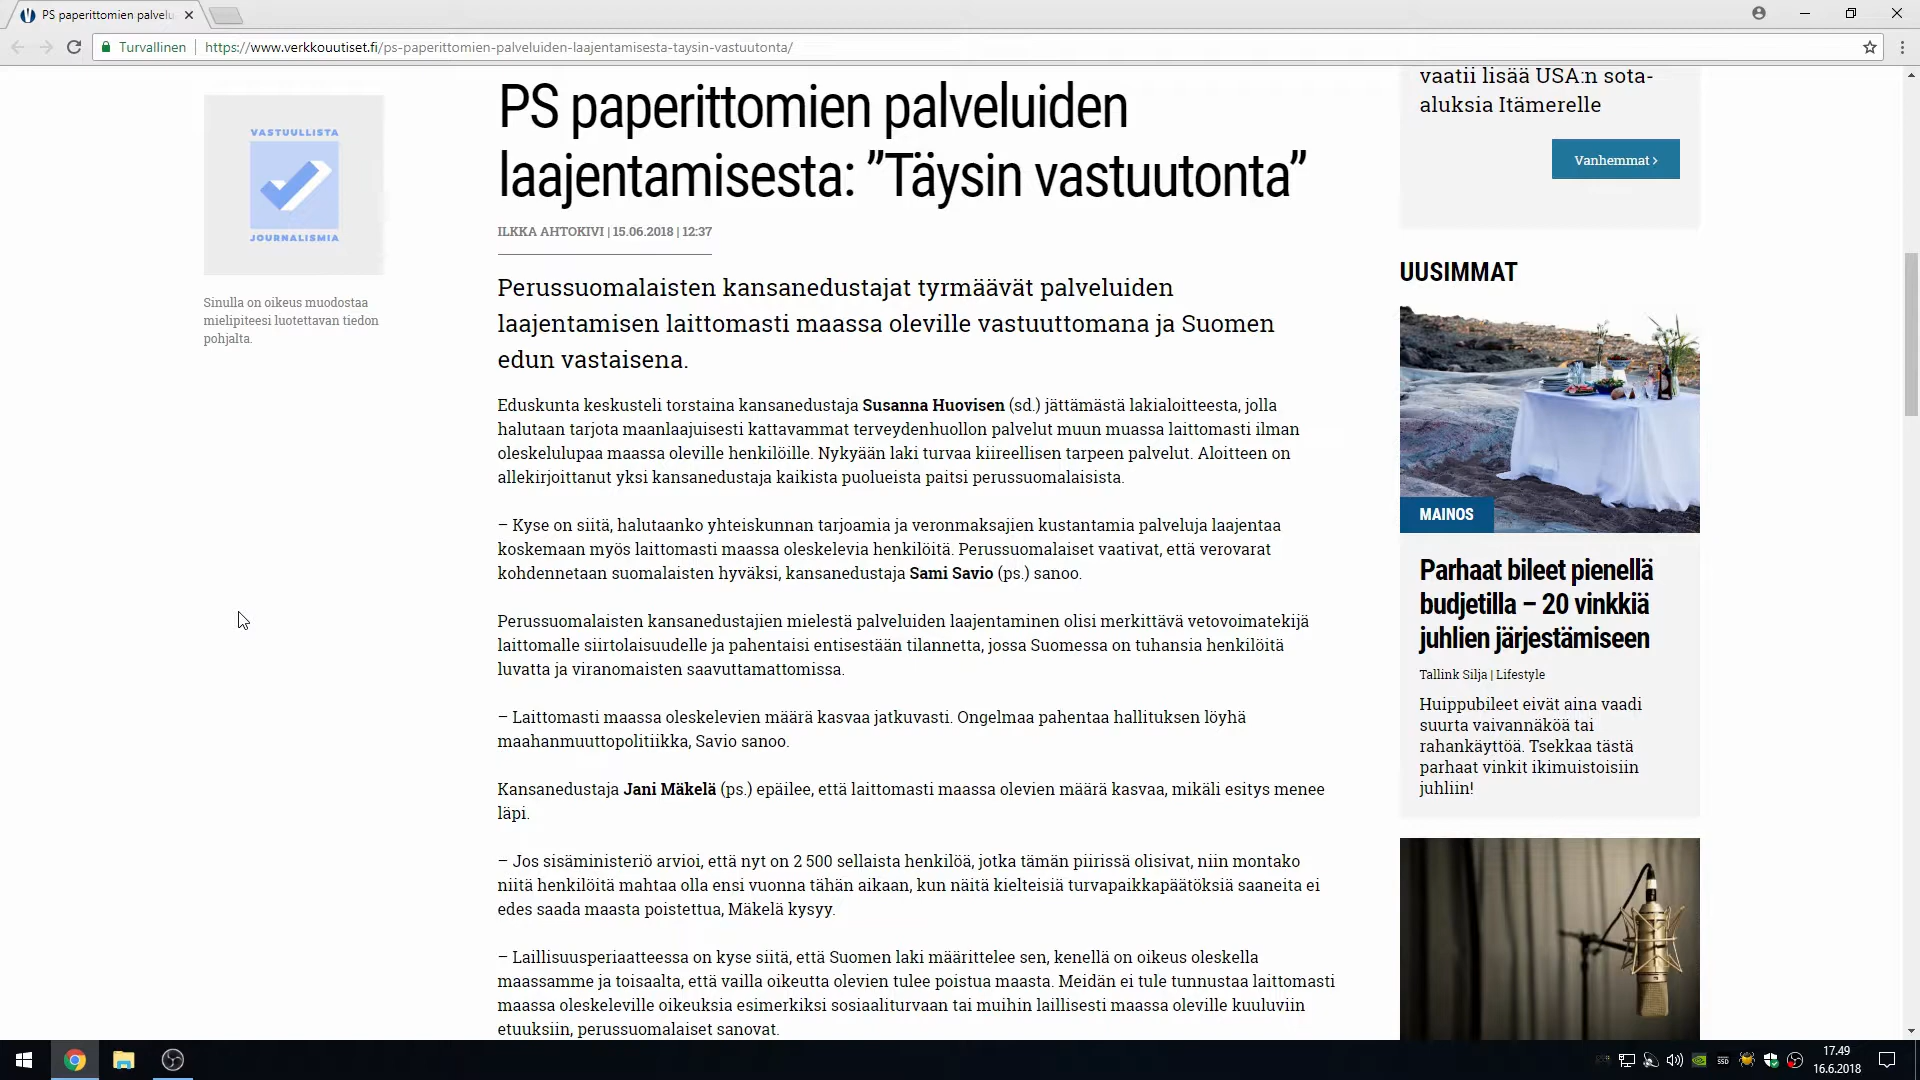 PS paperittomien palvelu
Turvallinen
https://www.verkkouutiset.fi/ps-paperittomien-palveluiden-laajentamisesta-taysin-vastuutonta/
VASTUULLISTA
JOURNALISMIA
Sinulla on oikeus muodostaa
mielipiteesi luotettavan tiedon
pohjalta.
PS paperittomien palveluiden
laajentamisesta: ”Täysin vastuutonta”
ILKKA AHTOKIVI | 15.06.2018 | 12:37
Perussuomalaisten kansanedustajat tyrmäävät palveluiden
laajentamisen laittomasti maassa oleville vastuuttomana ja Suomen
edun vastaisena.
Eduskunta keskusteli torstaina kansanedustaja Susanna Huovisen (sd.) jättämästä lakialoitteesta, jolla
halutaan tarjota maanlaajuisesti kattavammat terveydenhuollon palvelut muun muassa laittomasti ilman
oleskelulupaa maassa oleville henkilöille. Nykyään laki turvaa kiireellisen tarpeen palvelut. Aloitteen on
allekirjoittanut yksi kansanedustaja kaikista puolueista paitsi perussuomalaisista.
– Kyse on siitä, halutaanko yhteiskunnan tarjoamia ja veronmaksajien kustantamia palveluja laajentaa
koskemaan myös laittomasti maassa oleskelevia henkilöitä. Perussuomalaiset vaativat, että verovarat
kohdennetaan suomalaisten hyväksi, kansanedustaja Sami Savio (ps.) sanoo.
Perussuomalaisten kansanedustajien mielestä palveluiden laajentaminen olisi merkittävä vetovoimatekijä
laittomalle siirtolaisuudelle ja pahentaisi entisestään tilannetta, jossa Suomessa on tuhansia henkilöitä
luvatta ja viranomaisten saavuttamattomissa.
– Laittomasti maassa oleskelevien määrä kasvaa jatkuvasti. Ongelmaa pahentaa hallituksen löyhä
maahanmuuttopolitiikka, Savio sanoo.
Kansanedustaja Jani Mäkelä (ps.) epäilee, että laittomasti maassa olevien määrä kasvaa, mikäli esitys menee
läpi.
– Jos sisäministeriö arvioi, että nyt on 2 500 sellaista henkilöä, jotka tämän piirissä olisivat, niin montako
niitä henkilöitä mahtaa olla ensi vuonna tähän aikaan, kun näitä kielteisiä turvapaikkapäätöksiä saaneita ei
edes saada maasta poistettua, Mäkelä kysyy.
– Laillisuusperiaatteessa on kyse siitä, että Suomen laki määrittelee sen, kenellä on oikeus oleskella
maassamme ja toisaalta, että vailla oikeutta olevien tulee poistua maasta. Meidän ei tule tunnustaa laittomasti
maassa oleskeleville oikeuksia esimerkiksi sosiaaliturvaan tai muihin laillisesti maassa oleville kuuluviin
etuuksiin, perussuomalaiset sanovat.
vaatii lisää USA:n sota-
aluksia Itämerelle
Vanhemmat ›
UUSIMMAT
MAINOS
Parhaat bileet pienellä
budjetilla – 20 vinkkiä
juhlien järjestämiseen
Tallink Silja | Lifestyle
Huippubileet eivät aina vaadi
suurta vaivannäköä tai
rahankäyttöä. Tsekkaa tästä
parhaat vinkit ikimuistoisiin
juhliin!
SSD
17.49
16.6.2018